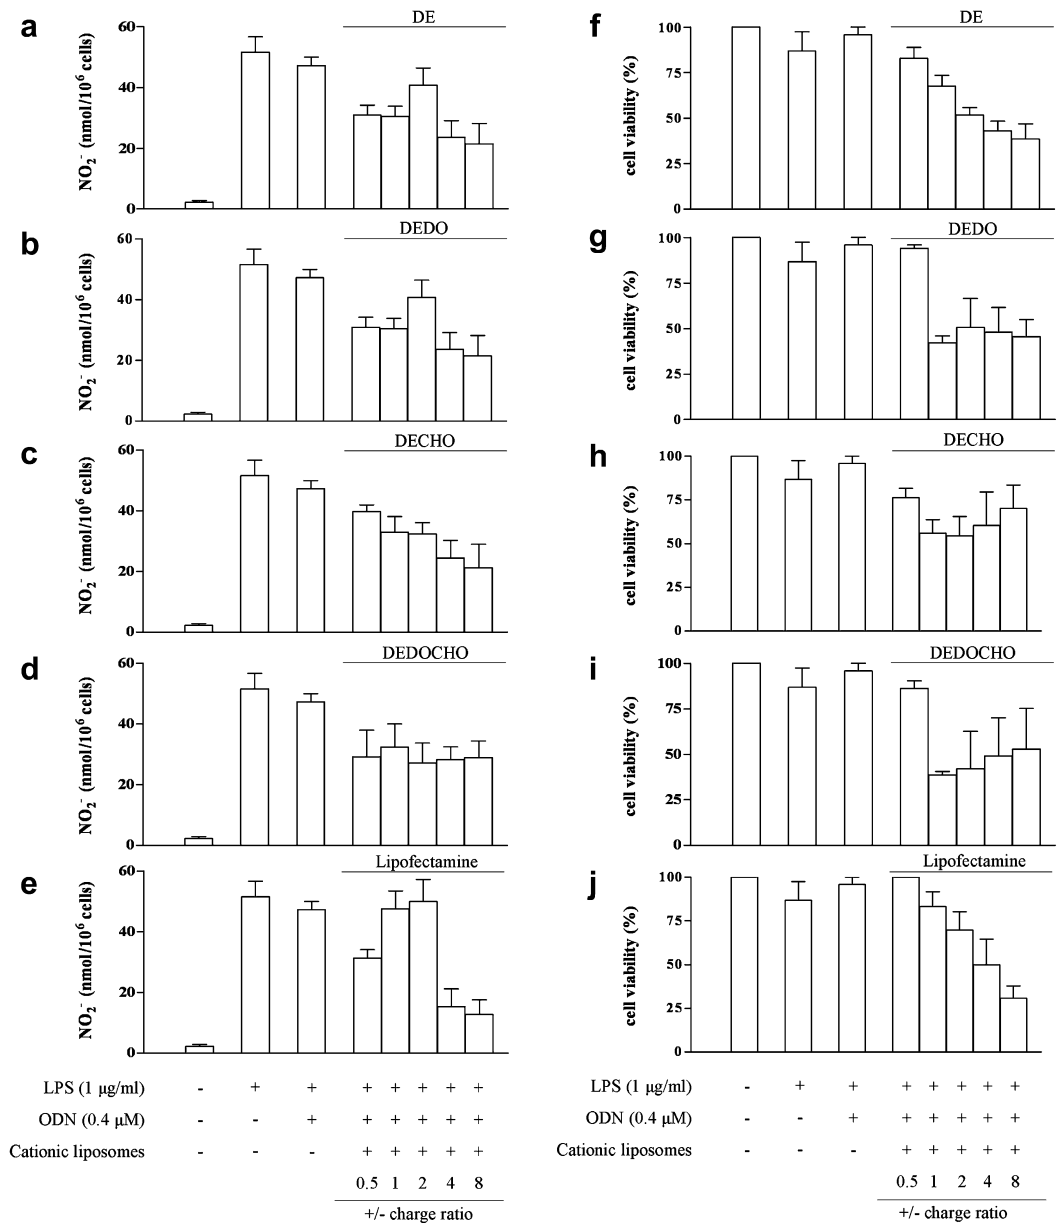 a
DE
NO2- (nmol/10^6 cells)
60
40
20
0
b
DEDO
NO2- (nmol/10^6 cells)
60
40
20
0
c
DECHO
NO2- (nmol/10^6 cells)
60
40
20
0
d
DEDOCHO
NO2- (nmol/10^6 cells)
60
40
20
0
e
Lipofectamine
NO2- (nmol/10^6 cells)
60
40
20
0
LPS (1 µg/ml) - + + + + + + +
ODN (0.4 µM) - - + + + + + +
Cationic liposomes - - - + + + + +
0.5 1 2 4 8
+/- charge ratio
f
DE
cell viability (%)
100
75
50
25
0
g
DEDO
cell viability (%)
100
75
50
25
0
h
DECHO
cell viability (%)
100
75
50
25
0
i
DEDOCHO
cell viability (%)
100
75
50
25
0
j
Lipofectamine
cell viability (%)
100
75
50
25
0
LPS (1 µg/ml) - + + + + + + +
ODN (0.4 µM) - - + + + + + +
Cationic liposomes - - - + + + + +
0.5 1 2 4 8
+/- charge ratio